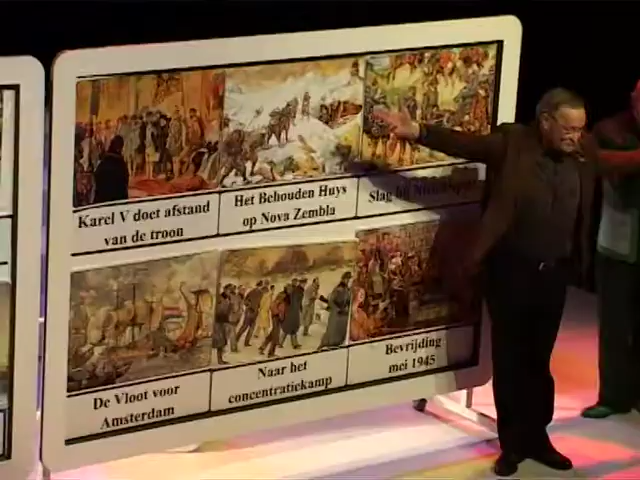 Karel V doet afstand
van de troon
Het Behouden Huys
op Nova Zembla
Slag bij
De Vloot voor
Amsterdam
Naar het
concentratiekamp
Bevrijding
mei 1945